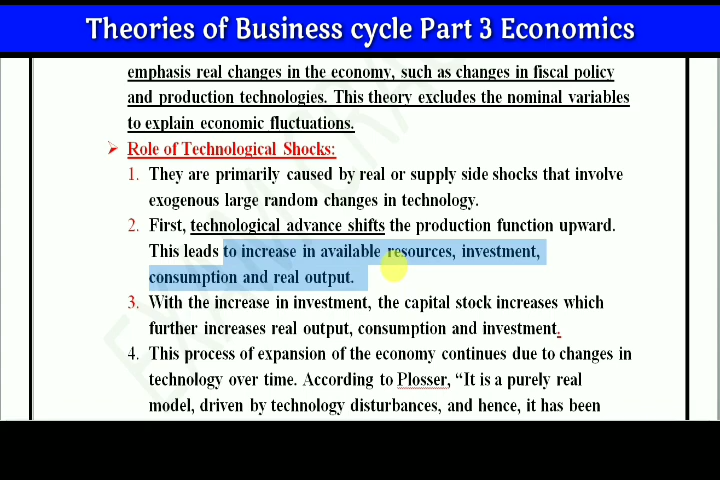 Theories of Business cycle Part 3 Economics
emphasis real changes in the economy, such as changes in fiscal policy
and production technologies. This theory excludes the nominal variables
to explain economic fluctuations.
➢ Role of Technological Shocks:
1. They are primarily caused by real or supply side shocks that involve
exogenous large random changes in technology.
2. First, technological advance shifts the production function upward.
This leads to increase in available resources, investment,
consumption and real output.
3. With the increase in investment, the capital stock increases which
further increases real output, consumption and investment.
4. This process of expansion of the economy continues due to changes in
technology over time. According to Plosser, “It is a purely real
model, driven by technology disturbances, and hence, it has been